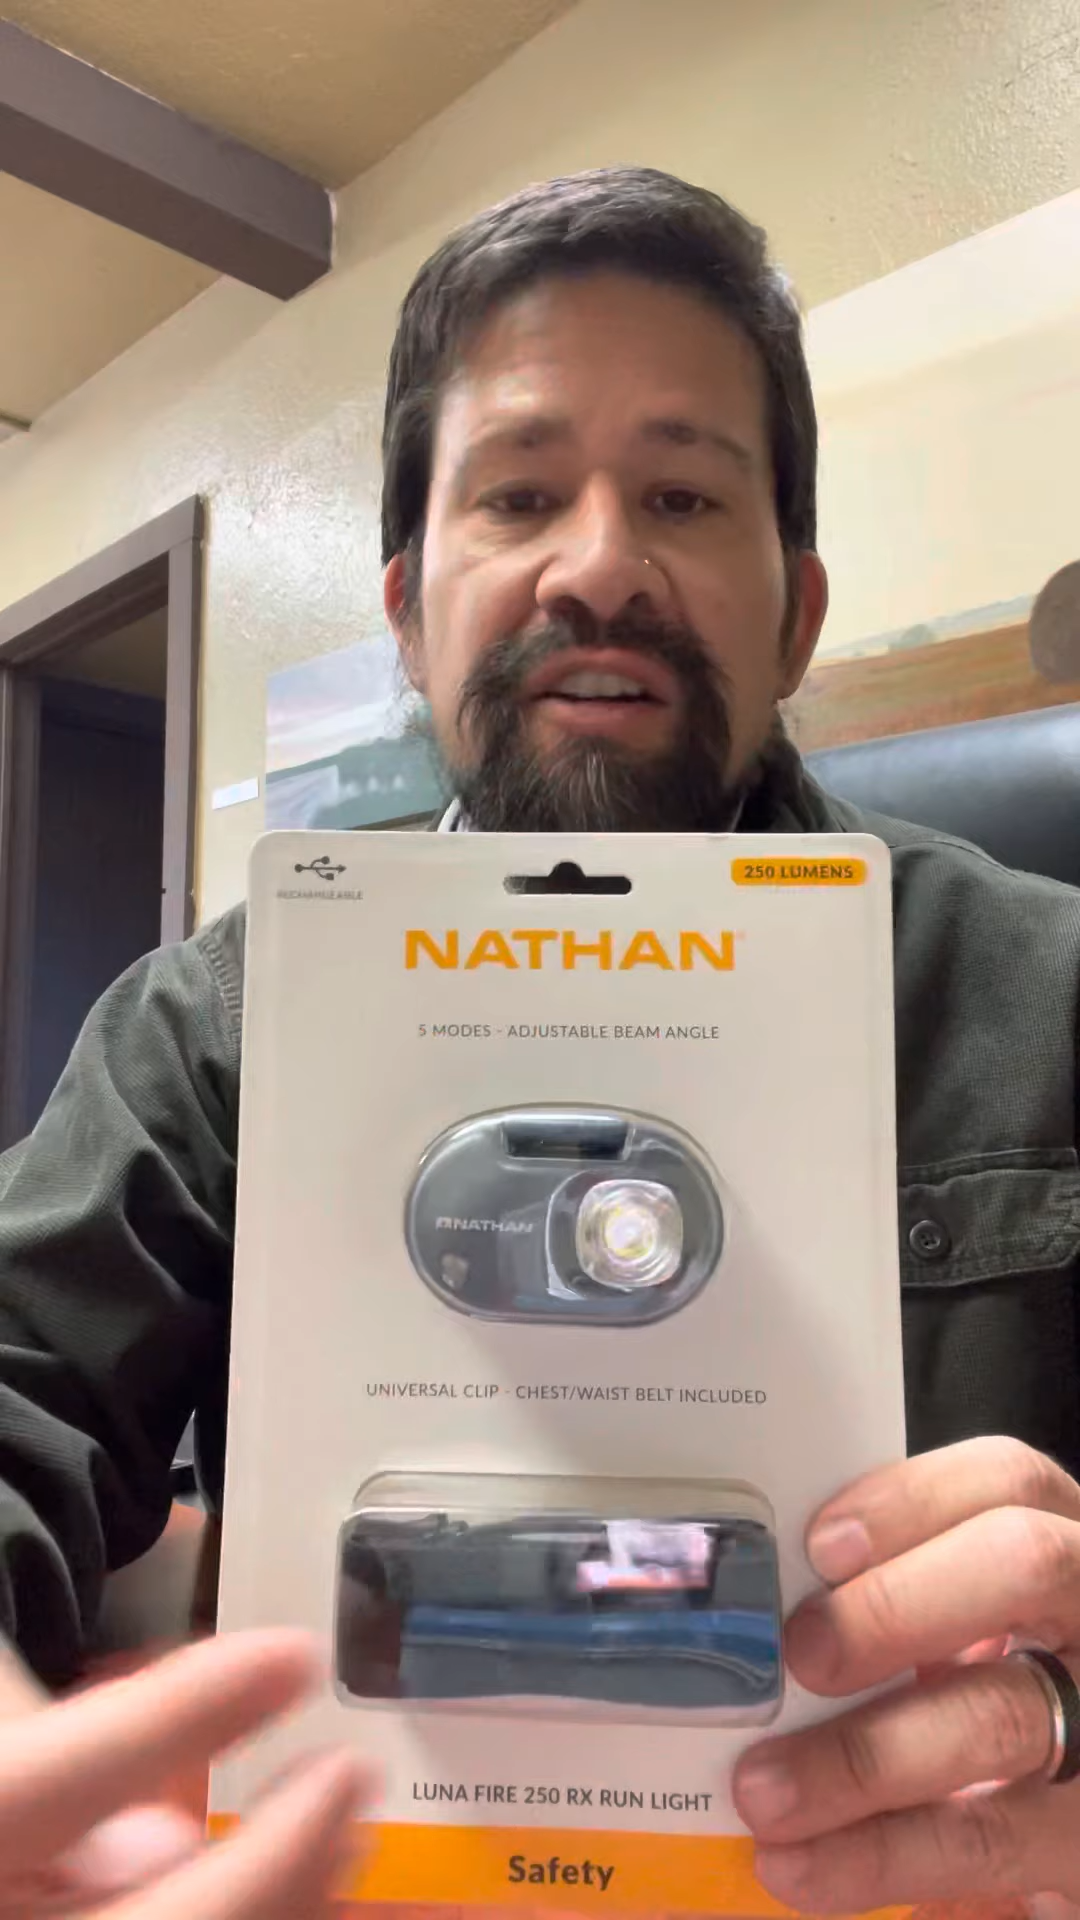 RECHARGEABLE
250 LUMENS
NATHAN
5 MODES - ADJUSTABLE BEAM ANGLE
NATHAN
UNIVERSAL CLIP - CHEST/WAIST BELT INCLUDED
LUNA FIRE 250 RX RUN LIGHT
Safety